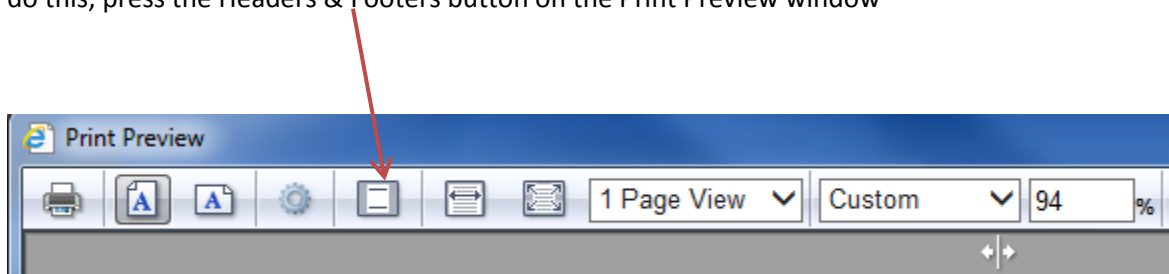 do this, press the Headers & Footers button on the Print Preview window
Print Preview
A A 1 Page View Custom 94 %